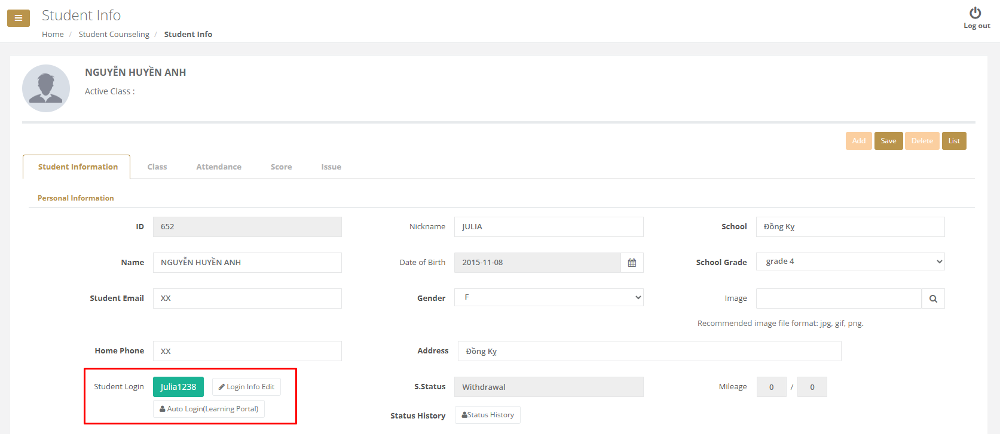 Student Info
Log out
Home / Student Counseling / Student Info
NGUYỄN HUYỀN ANH
Active Class :
Add Save Delete List
Student Information Class Attendance Score Issue
Personal Information
ID 652 Nickname JULIA School Đồng Kỵ
Name NGUYỄN HUYỀN ANH Date of Birth 2015-11-08 School Grade grade 4
Student Email XX Gender F Image
Recommended image file format: jpg, gif, png.
Home Phone XX Address Đồng Kỵ
Student Login Julia1238 Login Info Edit S.Status Withdrawal Mileage 0 / 0
Auto Login(Learning Portal) Status History Status History